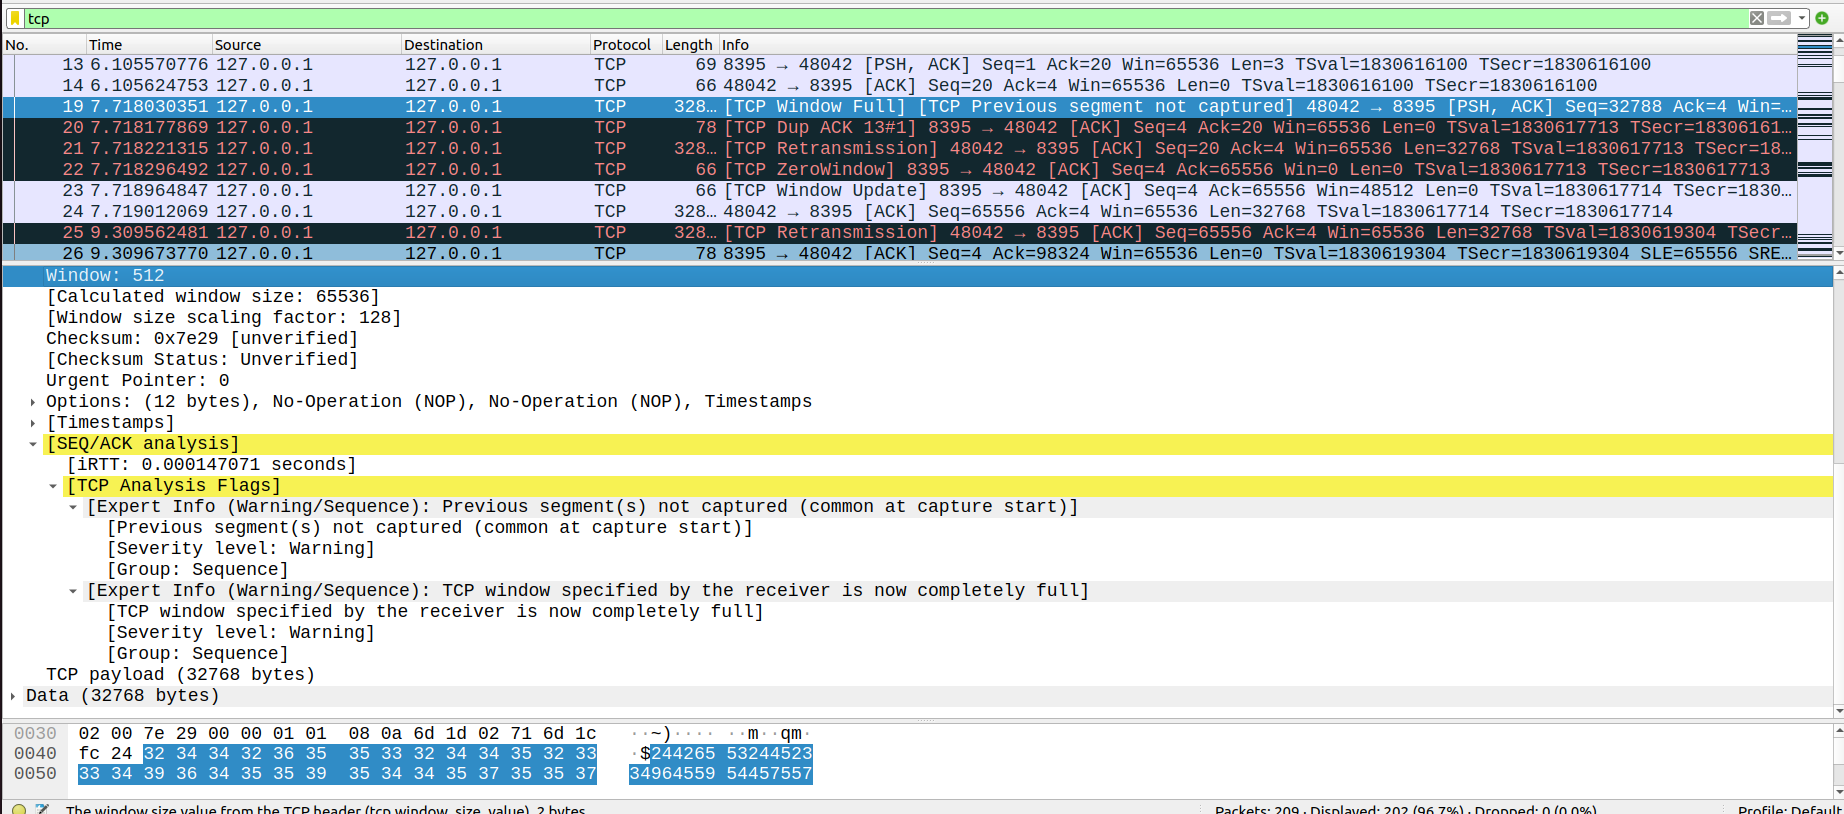 tcp
No. Time Source Destination Protocol Length Info
13 6.105570776 127.0.0.1 127.0.0.1 TCP 69 8395 → 48042 [PSH, ACK] Seq=1 Ack=20 Win=65536 Len=3 TSval=1830616100 TSecr=1830616100
14 6.105624753 127.0.0.1 127.0.0.1 TCP 66 48042 → 8395 [ACK] Seq=20 Ack=4 Win=65536 Len=0 TSval=1830616100 TSecr=1830616100
19 7.718030351 127.0.0.1 127.0.0.1 TCP 328… [TCP Window Full] [TCP Previous segment not captured] 48042 → 8395 [PSH, ACK] Seq=32788 Ack=4 Win=…
20 7.718177869 127.0.0.1 127.0.0.1 TCP 78 [TCP Dup ACK 13#1] 8395 → 48042 [ACK] Seq=4 Ack=20 Win=65536 Len=0 TSval=1830617713 TSecr=18306161…
21 7.718221315 127.0.0.1 127.0.0.1 TCP 328… [TCP Retransmission] 48042 → 8395 [ACK] Seq=20 Ack=4 Win=65536 Len=32768 TSval=1830617713 TSecr=18…
22 7.718296492 127.0.0.1 127.0.0.1 TCP 66 [TCP ZeroWindow] 8395 → 48042 [ACK] Seq=4 Ack=65556 Win=0 Len=0 TSval=1830617713 TSecr=1830617713
23 7.718964847 127.0.0.1 127.0.0.1 TCP 66 [TCP Window Update] 8395 → 48042 [ACK] Seq=4 Ack=65556 Win=48512 Len=0 TSval=1830617714 TSecr=1830…
24 7.719012069 127.0.0.1 127.0.0.1 TCP 328… 48042 → 8395 [ACK] Seq=65556 Ack=4 Win=65536 Len=32768 TSval=1830617714 TSecr=1830617714
25 9.309562481 127.0.0.1 127.0.0.1 TCP 328… [TCP Retransmission] 48042 → 8395 [ACK] Seq=65556 Ack=4 Win=65536 Len=32768 TSval=1830619304 TSecr…
26 9.309673770 127.0.0.1 127.0.0.1 TCP 78 8395 → 48042 [ACK] Seq=4 Ack=98324 Win=65536 Len=0 TSval=1830619304 TSecr=1830619304 SLE=65556 SRE…
Window: 512
[Calculated window size: 65536]
[Window size scaling factor: 128]
Checksum: 0x7e29 [unverified]
[Checksum Status: Unverified]
Urgent Pointer: 0
Options: (12 bytes), No-Operation (NOP), No-Operation (NOP), Timestamps
[Timestamps]
[SEQ/ACK analysis]
[iRTT: 0.000147071 seconds]
[TCP Analysis Flags]
[Expert Info (Warning/Sequence): Previous segment(s) not captured (common at capture start)]
[Previous segment(s) not captured (common at capture start)]
[Severity level: Warning]
[Group: Sequence]
[Expert Info (Warning/Sequence): TCP window specified by the receiver is now completely full]
[TCP window specified by the receiver is now completely full]
[Severity level: Warning]
[Group: Sequence]
TCP payload (32768 bytes)
Data (32768 bytes)
0030 02 00 7e 29 00 00 01 01 08 0a 6d 1d 02 71 6d 1c ··~)···· ··m··qm·
0040 fc 24 32 34 34 32 36 35 35 33 32 34 34 35 32 33 ·$244265 53244523
0050 33 34 39 36 34 35 35 39 35 34 34 35 37 35 35 37 34964559 54457557
The window size value from the TCP header (tcp.window_size_value), 2 bytes
Packets: 209 · Displayed: 202 (96.7%) · Dropped: 0 (0.0%)
Profile: Default